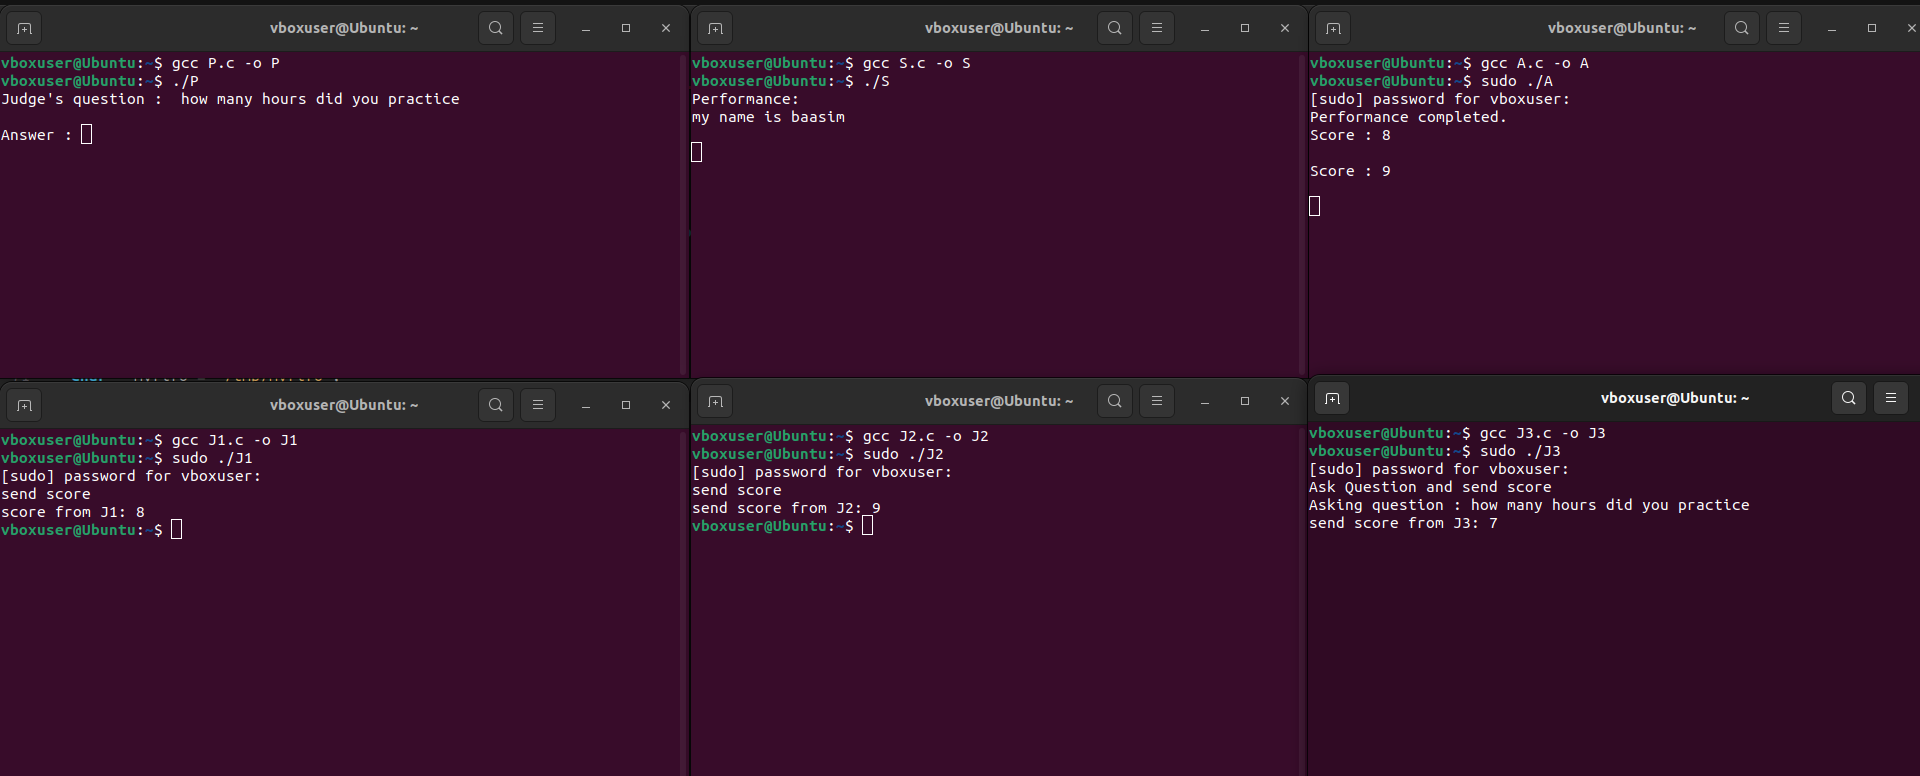 vboxuser@Ubuntu: ~
vboxuser@Ubuntu:~$ gcc P.c -o P
vboxuser@Ubuntu:~$ ./P
Judge's question :  how many hours did you practice
Answer :
vboxuser@Ubuntu: ~
vboxuser@Ubuntu:~$ gcc S.c -o S
vboxuser@Ubuntu:~$ ./S
Performance:
my name is baasim
vboxuser@Ubuntu: ~
vboxuser@Ubuntu:~$ gcc A.c -o A
vboxuser@Ubuntu:~$ sudo ./A
[sudo] password for vboxuser:
Performance completed.
Score : 8
Score : 9
vboxuser@Ubuntu: ~
vboxuser@Ubuntu:~$ gcc J1.c -o J1
vboxuser@Ubuntu:~$ sudo ./J1
[sudo] password for vboxuser:
send score
score from J1: 8
vboxuser@Ubuntu:~$
vboxuser@Ubuntu: ~
vboxuser@Ubuntu:~$ gcc J2.c -o J2
vboxuser@Ubuntu:~$ sudo ./J2
[sudo] password for vboxuser:
send score
send score from J2: 9
vboxuser@Ubuntu:~$
vboxuser@Ubuntu: ~
vboxuser@Ubuntu:~$ gcc J3.c -o J3
vboxuser@Ubuntu:~$ sudo ./J3
[sudo] password for vboxuser:
Ask Question and send score
Asking question : how many hours did you practice
send score from J3: 7